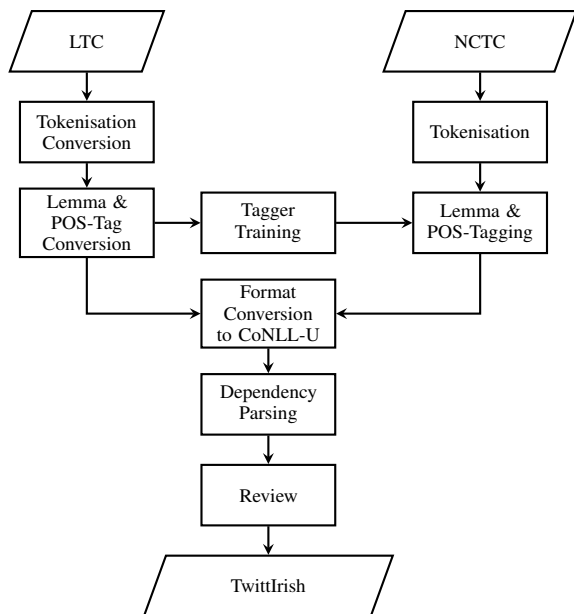 LTC
NCTC
Tokenisation
Conversion
Tokenisation
Lemma &
POS-Tag
Conversion
Tagger
Training
Lemma &
POS-Tagging
Format
Conversion
to CoNLL-U
Dependency
Parsing
Review
TwittIrish